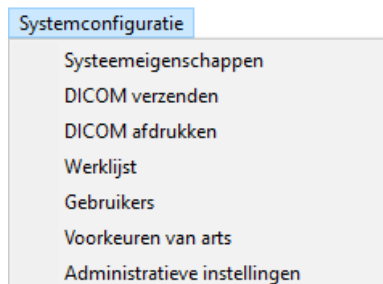 Systemconfiguratie
Systeemeigenschappen
DICOM verzenden
DICOM afdrukken
Werklijst
Gebruikers
Voorkeuren van arts
Administratieve instellingen